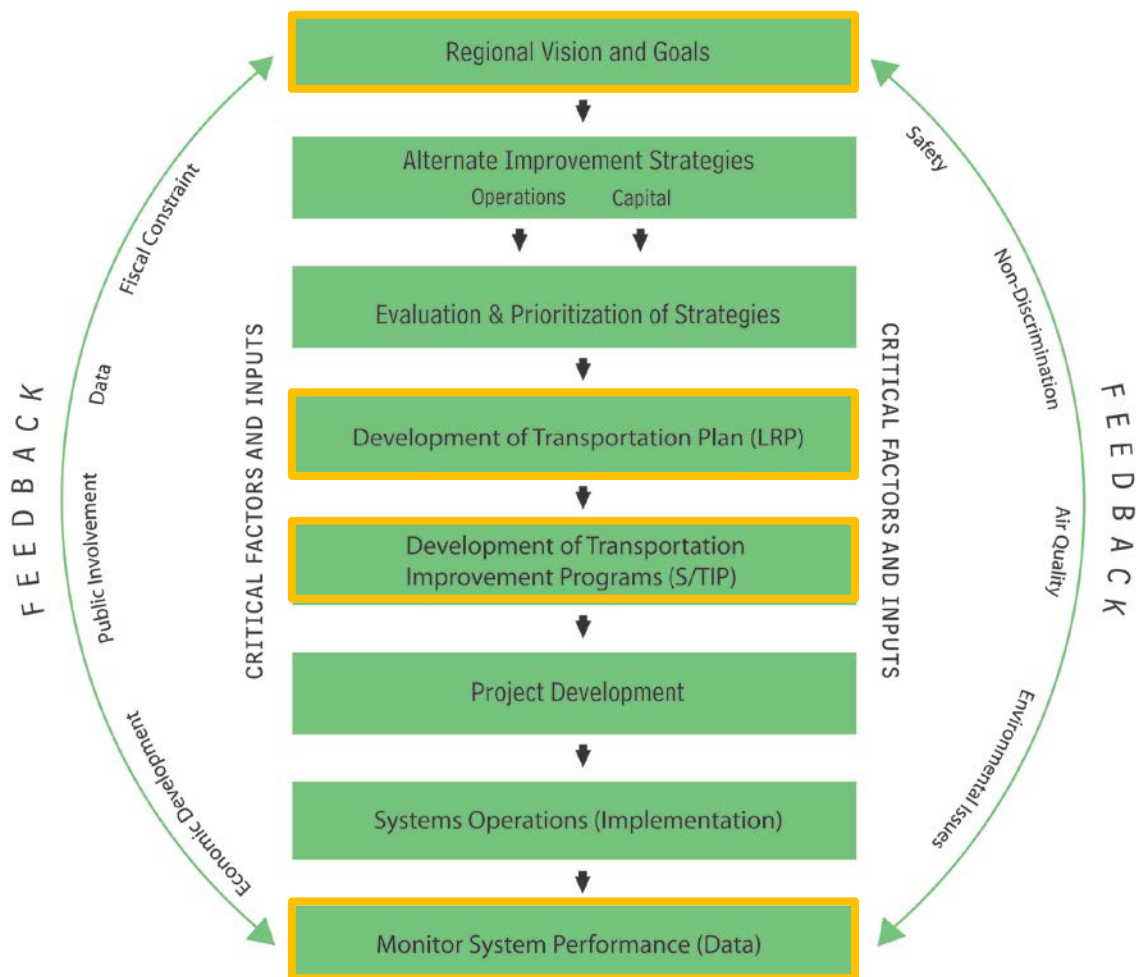 Regional Vision and Goals
Alternate Improvement Strategies
Operations Capital
Evaluation & Prioritization of Strategies
Development of Transportation Plan (LRP)
Development of Transportation
Improvement Programs (S/TIP)
Project Development
Systems Operations (Implementation)
Monitor System Performance (Data)
FEEDBACK
Fiscal Constraint
Data
Public Involvement
Economic Development
CRITICAL FACTORS AND INPUTS
CRITICAL FACTORS AND INPUTS
Safety
Non-Discrimination
Air Quality
Environmental Issues
FEEDBACK